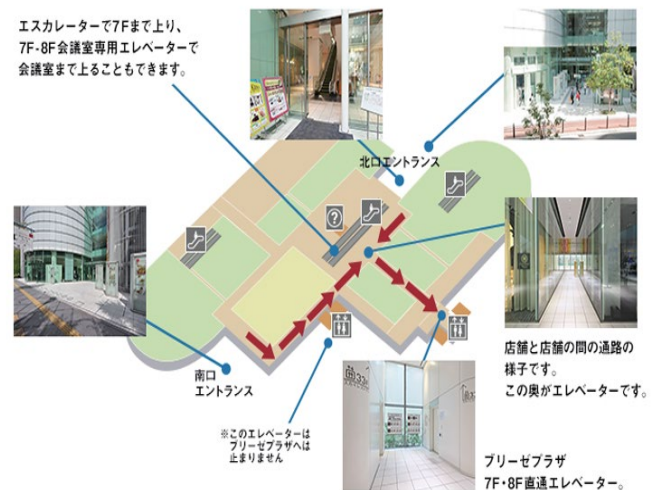 エスカレーターで7Fまで上り、
7F-8F会議室専用エレベーターで
会議室まで上ることもできます。
北口エントランス
?
南口
エントランス
※このエレベーターは
ブリーゼプラザへは
止まりません
店舗と店舗の間の通路の
様子です。
この奥がエレベーターです。
ブリーゼプラザ
7F・8F直通エレベーター。